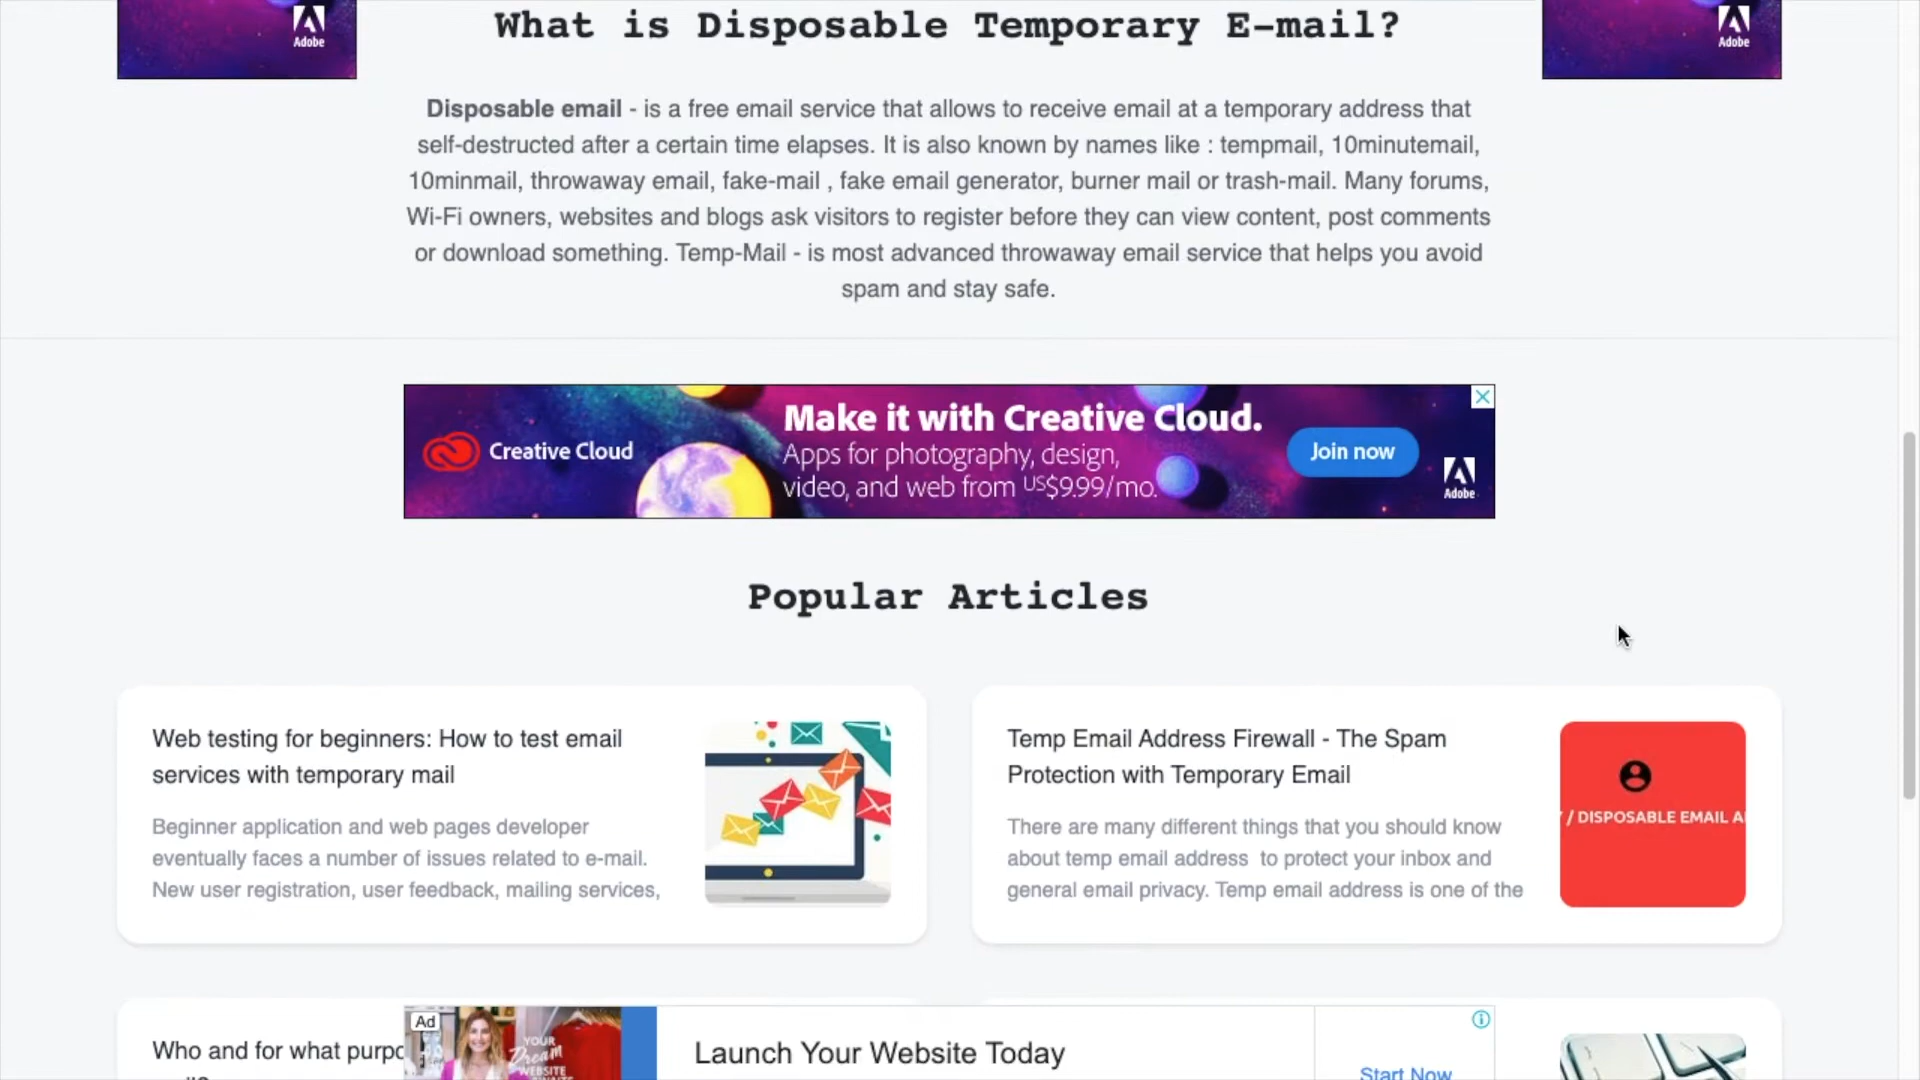 Adobe
Adobe
What is Disposable Temporary E-mail?
Disposable email - is a free email service that allows to receive email at a temporary address that
self-destructed after a certain time elapses. It is also known by names like : tempmail, 10minutemail,
10minmail, throwaway email, fake-mail , fake email generator, burner mail or trash-mail. Many forums,
Wi-Fi owners, websites and blogs ask visitors to register before they can view content, post comments
or download something. Temp-Mail - is most advanced throwaway email service that helps you avoid
spam and stay safe.
Creative Cloud
Make it with Creative Cloud.
Apps for photography, design,
video, and web from US$9.99/mo.
Join now
Adobe
Popular Articles
Web testing for beginners: How to test email
services with temporary mail
Beginner application and web pages developer
eventually faces a number of issues related to e-mail.
New user registration, user feedback, mailing services,
Temp Email Address Firewall - The Spam
Protection with Temporary Email
There are many different things that you should know
about temp email address to protect your inbox and
general email privacy. Temp email address is one of the
/ DISPOSABLE EMAIL A
Who and for what
Ad
YOUR
Dream
WEBSITE
Launch Your Website Today
Start Now